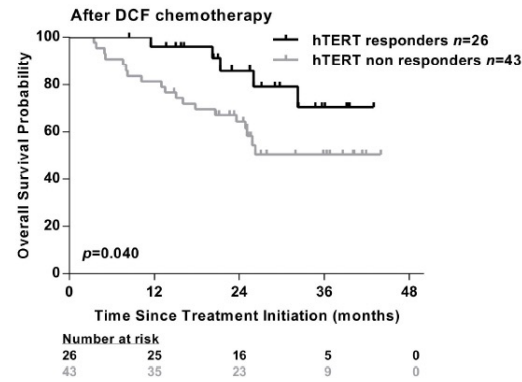 After DCF chemotherapy
hTERT responders n=26
hTERT non responders n=43
Overall Survival Probability
100
80
60
40
20
0
p=0.040
0 12 24 36 48
Time Since Treatment Initiation (months)
Number at risk
26 25 16 5 0
43 35 23 9 0